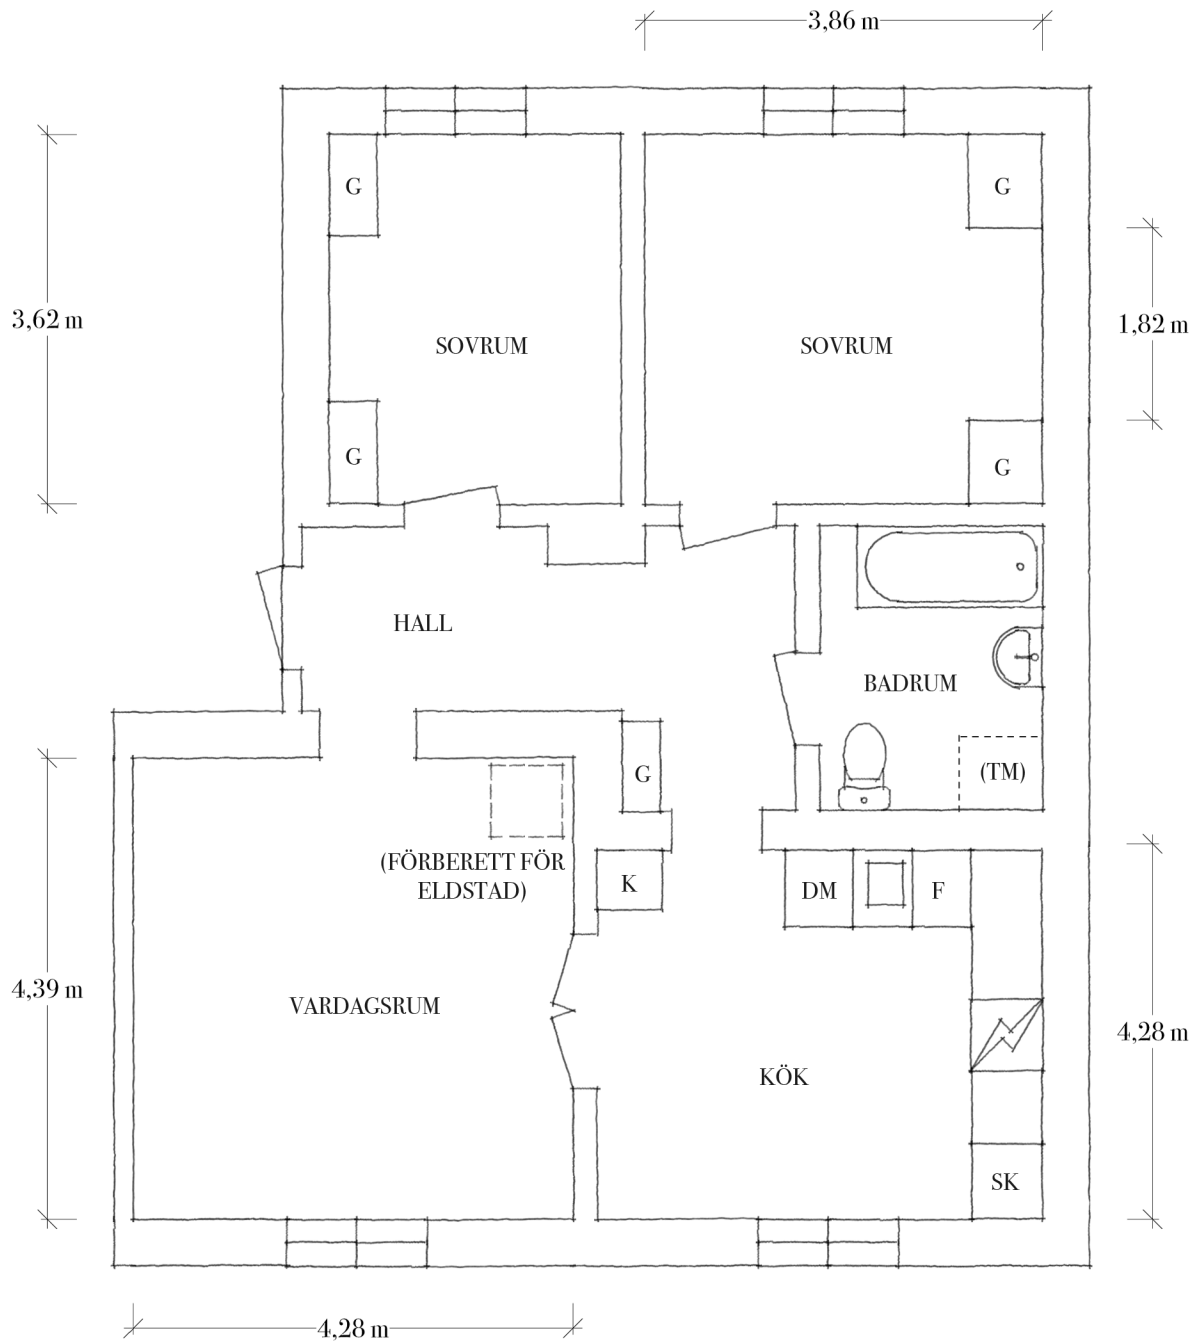 3,86 m
G
G
3,62 m
SOVRUM
SOVRUM
1,82 m
G
G
HALL
BADRUM
G
(TM)
(FÖRBERETT FÖR
ELDSTAD)
K
DM
F
4,39 m
VARDAGSRUM
4,28 m
KÖK
SK
4,28 m